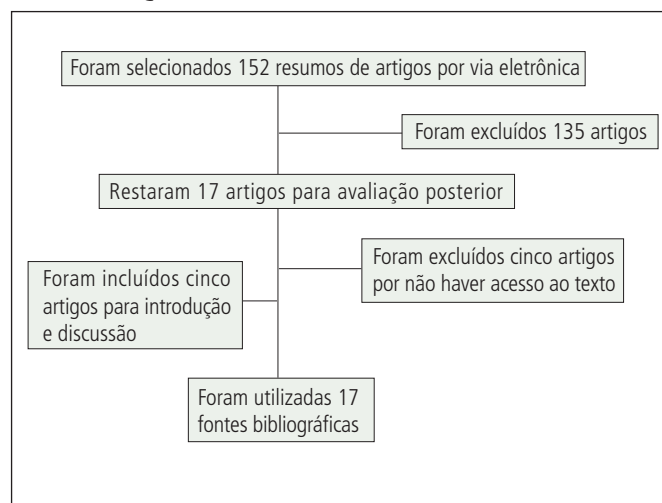 Foram selecionados 152 resumos de artigos por via eletrônica
Foram excluídos 135 artigos
Restaram 17 artigos para avaliação posterior
Foram excluídos cinco artigos
por não haver acesso ao texto
Foram incluídos cinco
artigos para introdução
e discussão
Foram utilizadas 17
fontes bibliográficas